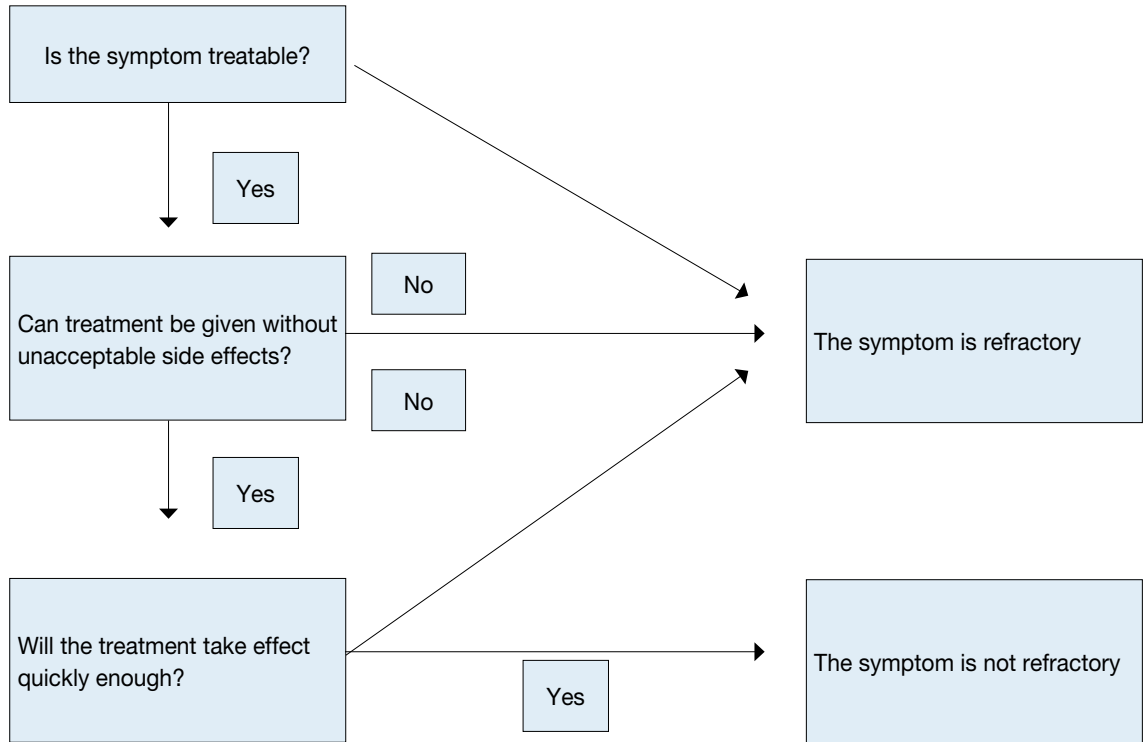 Is the symptom treatable?
Yes
No
Can treatment be given without
unacceptable side effects?
The symptom is refractory
No
Yes
Will the treatment take effect
quickly enough?
The symptom is not refractory
Yes